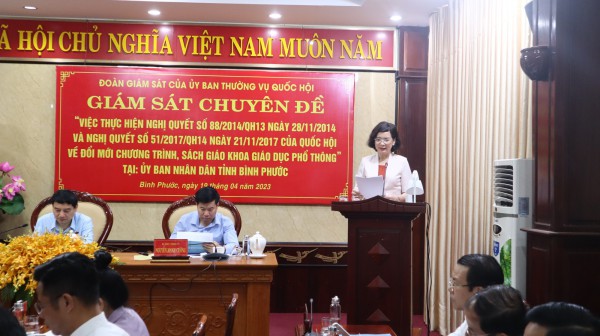 Ã HỘI CHỦ NGHĨA VIỆT NAM MUÔN N
ĐOÀN GIÁM SÁT CỦA ỦY BAN THƯỜNG VỤ QUỐC HỘI
GIÁM SÁT CHUYÊN ĐỀ
"VIỆC THỰC HIỆN NGHỊ QUYẾT SỐ 88/2014/QH13 NGÀY 28/11/2014
VÀ NGHỊ QUYẾT SỐ 51/2017/QH14 NGÀY 21/11/2017 CỦA QUỐC HỘI
VỀ ĐỔI MỚI CHƯƠNG TRÌNH, SÁCH GIÁO KHOA GIÁO DỤC PHỔ THÔNG"
TẠI: ỦY BAN NHÂN DÂN TỈNH BÌNH PHƯỚC
Bình Phước, ngày 19 tháng 04 năm 2023